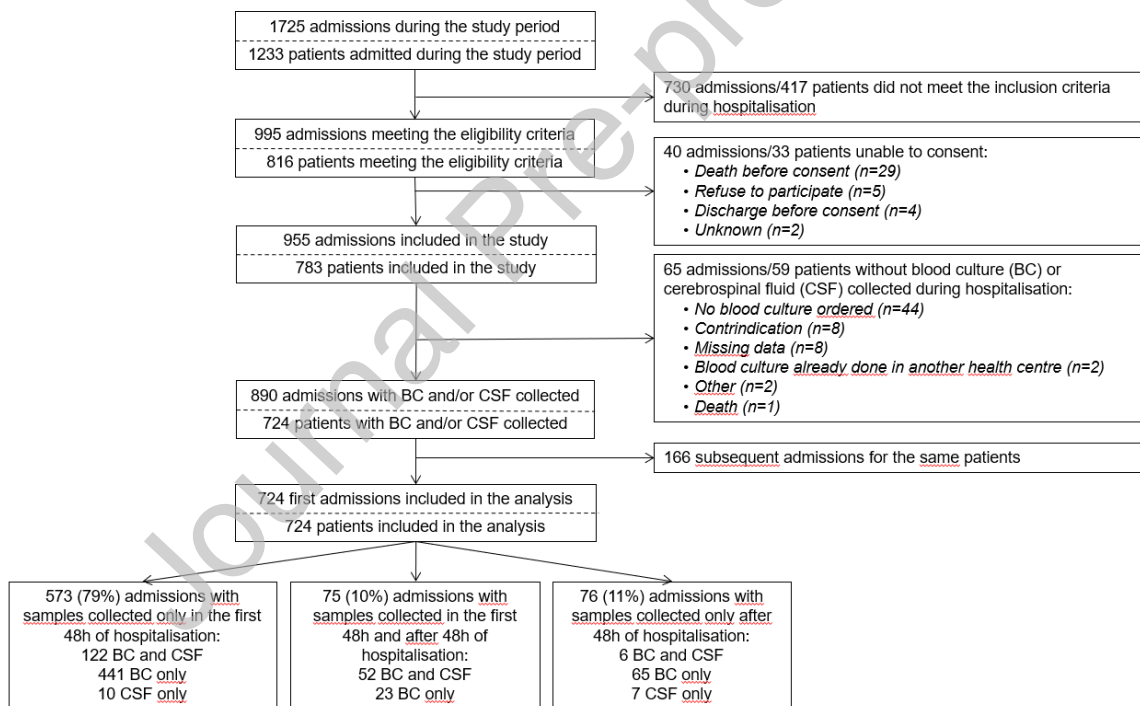 1725 admissions during the study period
1233 patients admitted during the study period
730 admissions/417 patients did not meet the inclusion criteria
during hospitalisation
995 admissions meeting the eligibility criteria
816 patients meeting the eligibility criteria
40 admissions/33 patients unable to consent:
• Death before consent (n=29)
• Refuse to participate (n=5)
• Discharge before consent (n=4)
• Unknown (n=2)
955 admissions included in the study
783 patients included in the study
65 admissions/59 patients without blood culture (BC) or
cerebrospinal fluid (CSF) collected during hospitalisation:
• No blood culture ordered (n=44)
• Contrindication (n=8)
• Missing data (n=8)
• Blood culture already done in another health centre (n=2)
• Other (n=2)
• Death (n=1)
890 admissions with BC and/or CSF collected
724 patients with BC and/or CSF collected
166 subsequent admissions for the same patients
724 first admissions included in the analysis
724 patients included in the analysis
573 (79%) admissions with
samples collected only in the first
48h of hospitalisation:
122 BC and CSF
441 BC only
10 CSF only
75 (10%) admissions with
samples collected in the first
48h and after 48h of
hospitalisation:
52 BC and CSF
23 BC only
76 (11%) admissions with
samples collected only after
48h of hospitalisation:
6 BC and CSF
65 BC only
7 CSF only
Journal Pre-pro